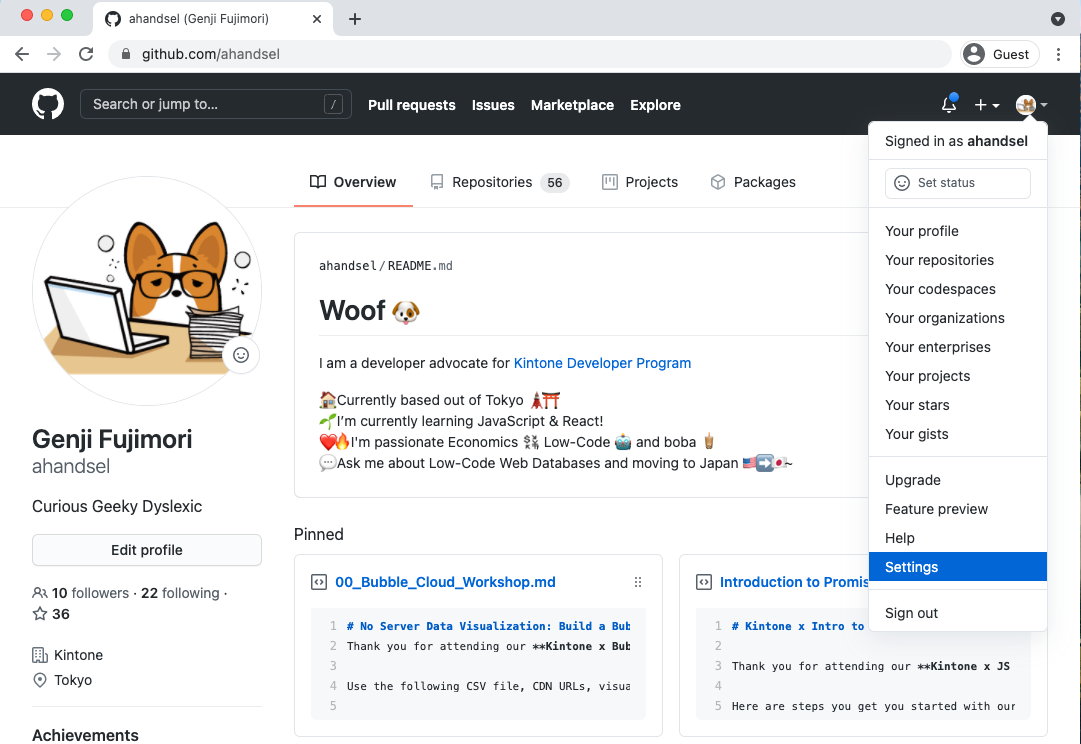 ahandsel (Genji Fujimori)
github.com/ahandsel
Guest
Search or jump to…
/
Pull requests
Issues
Marketplace
Explore
Signed in as ahandsel
Set status
Your profile
Your repositories
Your codespaces
Your organizations
Your enterprises
Your projects
Your stars
Your gists
Upgrade
Feature preview
Help
Settings
Sign out
Overview
Repositories 56
Projects
Packages
Genji Fujimori
ahandsel
Curious Geeky Dyslexic
Edit profile
10 followers · 22 following ·
36
Kintone
Tokyo
Achievements
ahandsel/README.md
Woof 🐶
I am a developer advocate for Kintone Developer Program
🏠Currently based out of Tokyo 🗼⛩
🌱I'm currently learning JavaScript & React!
❤️🔥I'm passionate Economics 💱 Low-Code 🤖 and boba 🧋
💬Ask me about Low-Code Web Databases and moving to Japan 🇺🇸➡️🇯🇵~
Pinned
00_Bubble_Cloud_Workshop.md
1 # No Server Data Visualization: Build a Bub
2 Thank you for attending our **Kintone x Bub
3
4 Use the following CSV file, CDN URLs, visua
5
Introduction to Promis
1 # Kintone x Intro to
2
3 Thank you for attending our **Kintone x JS
4
5 Here are steps you get you started with our